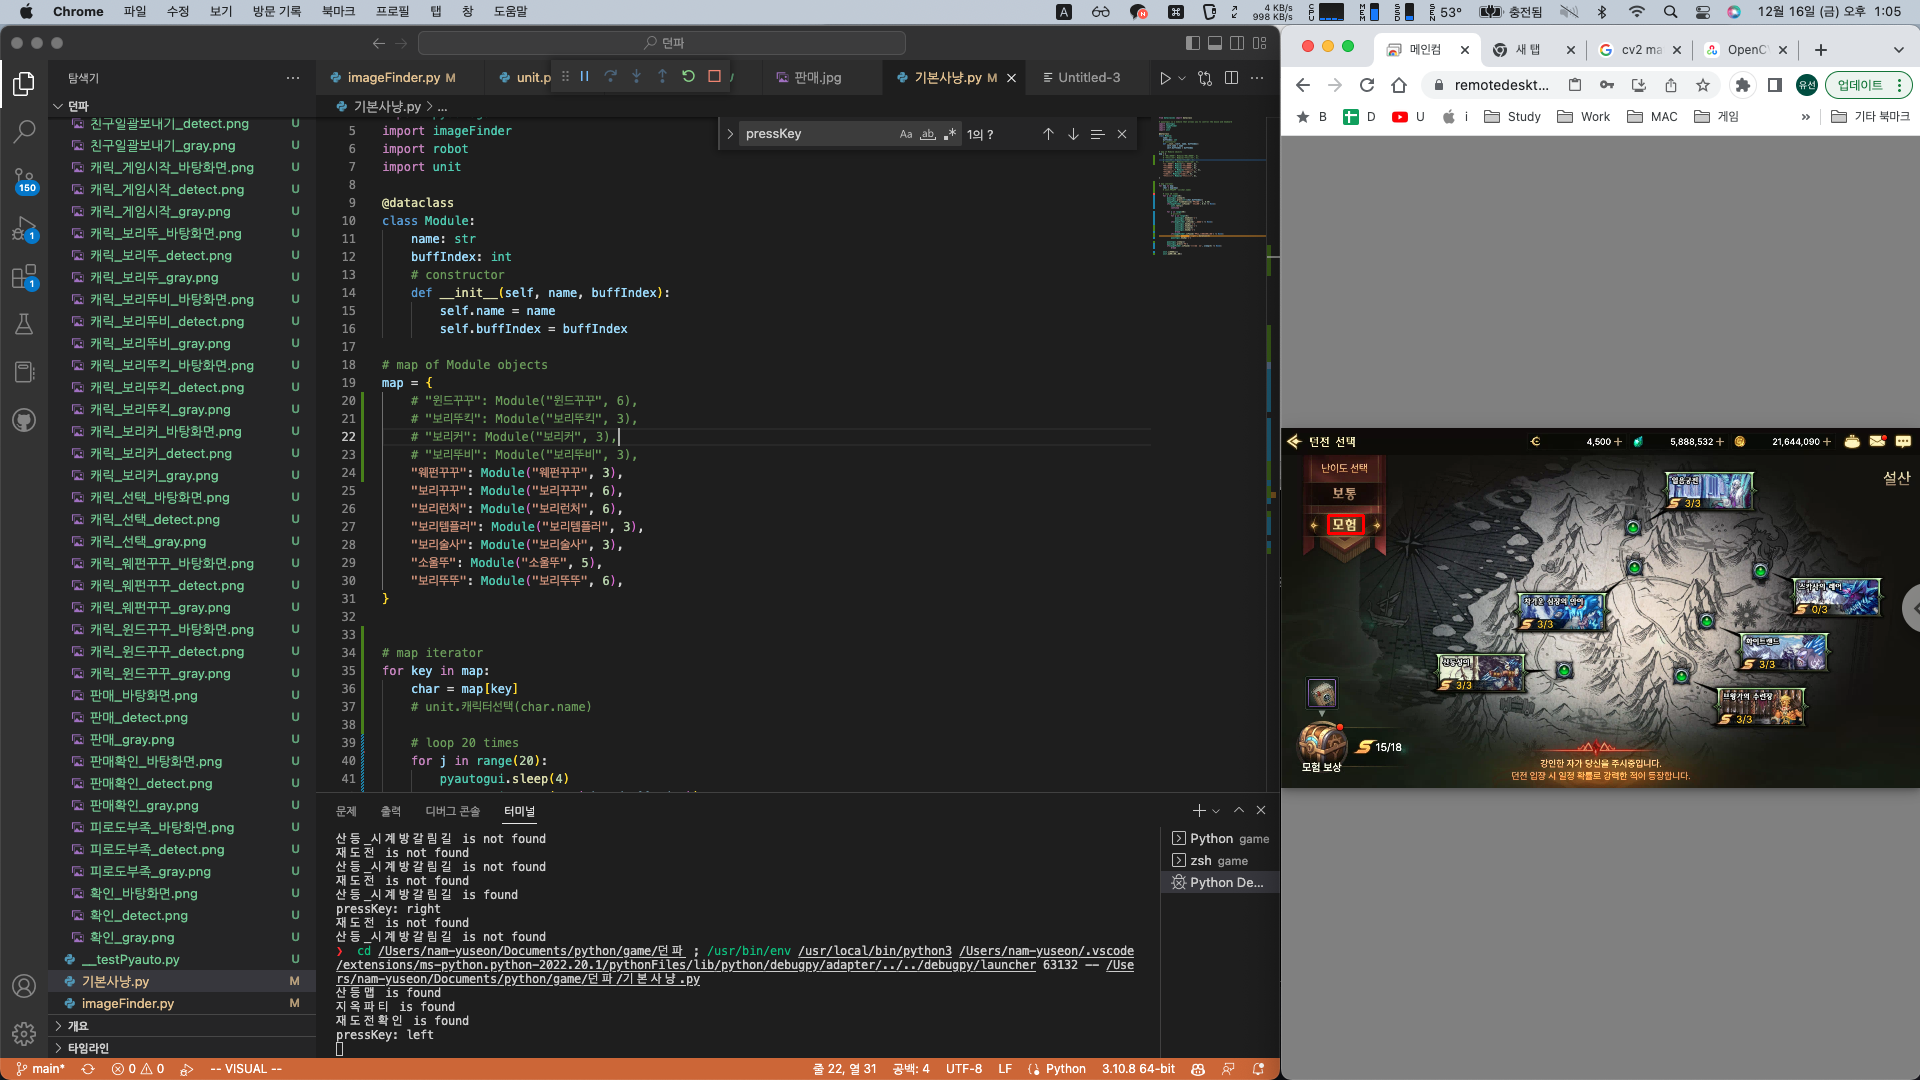 Chrome 파일 수정 보기 방문 기록 북마크 프로필 탭 창 도움말
4 KB/s
998 KB/s
53° 충전됨 12월 16일 (금) 오후 1:05
던파
탐색기
imageFinder.py M
unit.p
판매.jpg
기본사냥.py M
Untitled-3
던파
기본사냥.py > ...
친구일괄보내기_detect.png U
친구일괄보내기_gray.png U
캐릭_게임시작_바탕화면.png U
캐릭_게임시작_detect.png U
캐릭_게임시작_gray.png U
캐릭_보리뚜_바탕화면.png U
캐릭_보리뚜_detect.png U
캐릭_보리뚜_gray.png U
캐릭_보리뚜비_바탕화면.png U
캐릭_보리뚜비_detect.png U
캐릭_보리뚜비_gray.png U
캐릭_보리뚜킥_바탕화면.png U
캐릭_보리뚜킥_detect.png U
캐릭_보리뚜킥_gray.png U
캐릭_보리커_바탕화면.png U
캐릭_보리커_detect.png U
캐릭_보리커_gray.png U
캐릭_선택_바탕화면.png U
캐릭_선택_detect.png U
캐릭_선택_gray.png U
캐릭_웨펀꾸꾸_바탕화면.png U
캐릭_웨펀꾸꾸_detect.png U
캐릭_웨펀꾸꾸_gray.png U
캐릭_윈드꾸꾸_바탕화면.png U
캐릭_윈드꾸꾸_detect.png U
캐릭_윈드꾸꾸_gray.png U
판매_바탕화면.png U
판매_detect.png U
판매_gray.png U
판매확인_바탕화면.png U
판매확인_detect.png U
판매확인_gray.png U
피로도부족_바탕화면.png U
피로도부족_detect.png U
피로도부족_gray.png U
확인_바탕화면.png U
확인_detect.png U
확인_gray.png U
__testPyauto.py
기본사냥.py M
imageFinder.py M
개요
타임라인
150
1
1
pressKey Aa ab 1의 ?
5 import imageFinder
6 import robot
7 import unit
8
9 @dataclass
10 class Module:
11 name: str
12 buffIndex: int
13 # constructor
14 def __init__(self, name, buffIndex):
15 self.name = name
16 self.buffIndex = buffIndex
17
18 # map of Module objects
19 map = {
20 # "윈드꾸꾸": Module("윈드꾸꾸", 6),
21 # "보리뚜킥": Module("보리뚜킥", 3),
22 # "보리커": Module("보리커", 3),
23 # "보리뚜비": Module("보리뚜비", 3),
24 "웨펀꾸꾸": Module("웨펀꾸꾸", 3),
25 "보리꾸꾸": Module("보리꾸꾸", 6),
26 "보리런처": Module("보리런처", 6),
27 "보리템플러": Module("보리템플러", 3),
28 "보리술사": Module("보리술사", 3),
29 "소울뚜": Module("소울뚜", 5),
30 "보리뚜뚜": Module("보리뚜뚜", 6),
31 }
32
33
34 # map iterator
35 for key in map:
36 char = map[key]
37 # unit.캐릭터선택(char.name)
38
39 # loop 20 times
40 for j in range(20):
41 pyautogui.sleep(4)
문제 출력 디버그 콘솔 터미널
산등_시계방갈림길 is not found
재도전 is not found
산등_시계방갈림길 is not found
재도전 is not found
산등_시계방갈림길 is found
pressKey: right
재도전 is not found
산등_시계방갈림길 is not found
cd /Users/nam-yuseon/Documents/python/game/던파 ; /usr/bin/env /usr/local/bin/python3 /Users/nam-yuseon/.vscode
/extensions/ms-python.python-2022.20.1/pythonFiles/lib/python/debugpy/adapter/../../debugpy/launcher 63132 -- /Use
rs/nam-yuseon/Documents/python/game/던파/기본사냥.py
산등맵 is found
지옥파티 is found
재도전확인 is found
pressKey: left
Python game
zsh game
Python De...
main* 0 0 -- VISUAL -- 줄 22, 열 31 공백: 4 UTF-8 LF Python 3.10.8 64-bit
메인컴
새 탭
cv2 ma
OpenC
remotedeskt...
유선
업데이트
B D U i Study Work MAC 게임 » 기타 북마크
던전 선택 4,500 + 5,888,532 + 21,644,090 +
난이도 선택
보통
모험
설산
3/3
스카사의 레어
0/3
차가운 심장의 안이
3/3
3/3
3/3
브왕가의 수련장
3/3
15/18
모험 보상
강인한 자가 당신을 주시중입니다.
던전 입장 시 일정 확률로 강력한 적이 등장합니다.